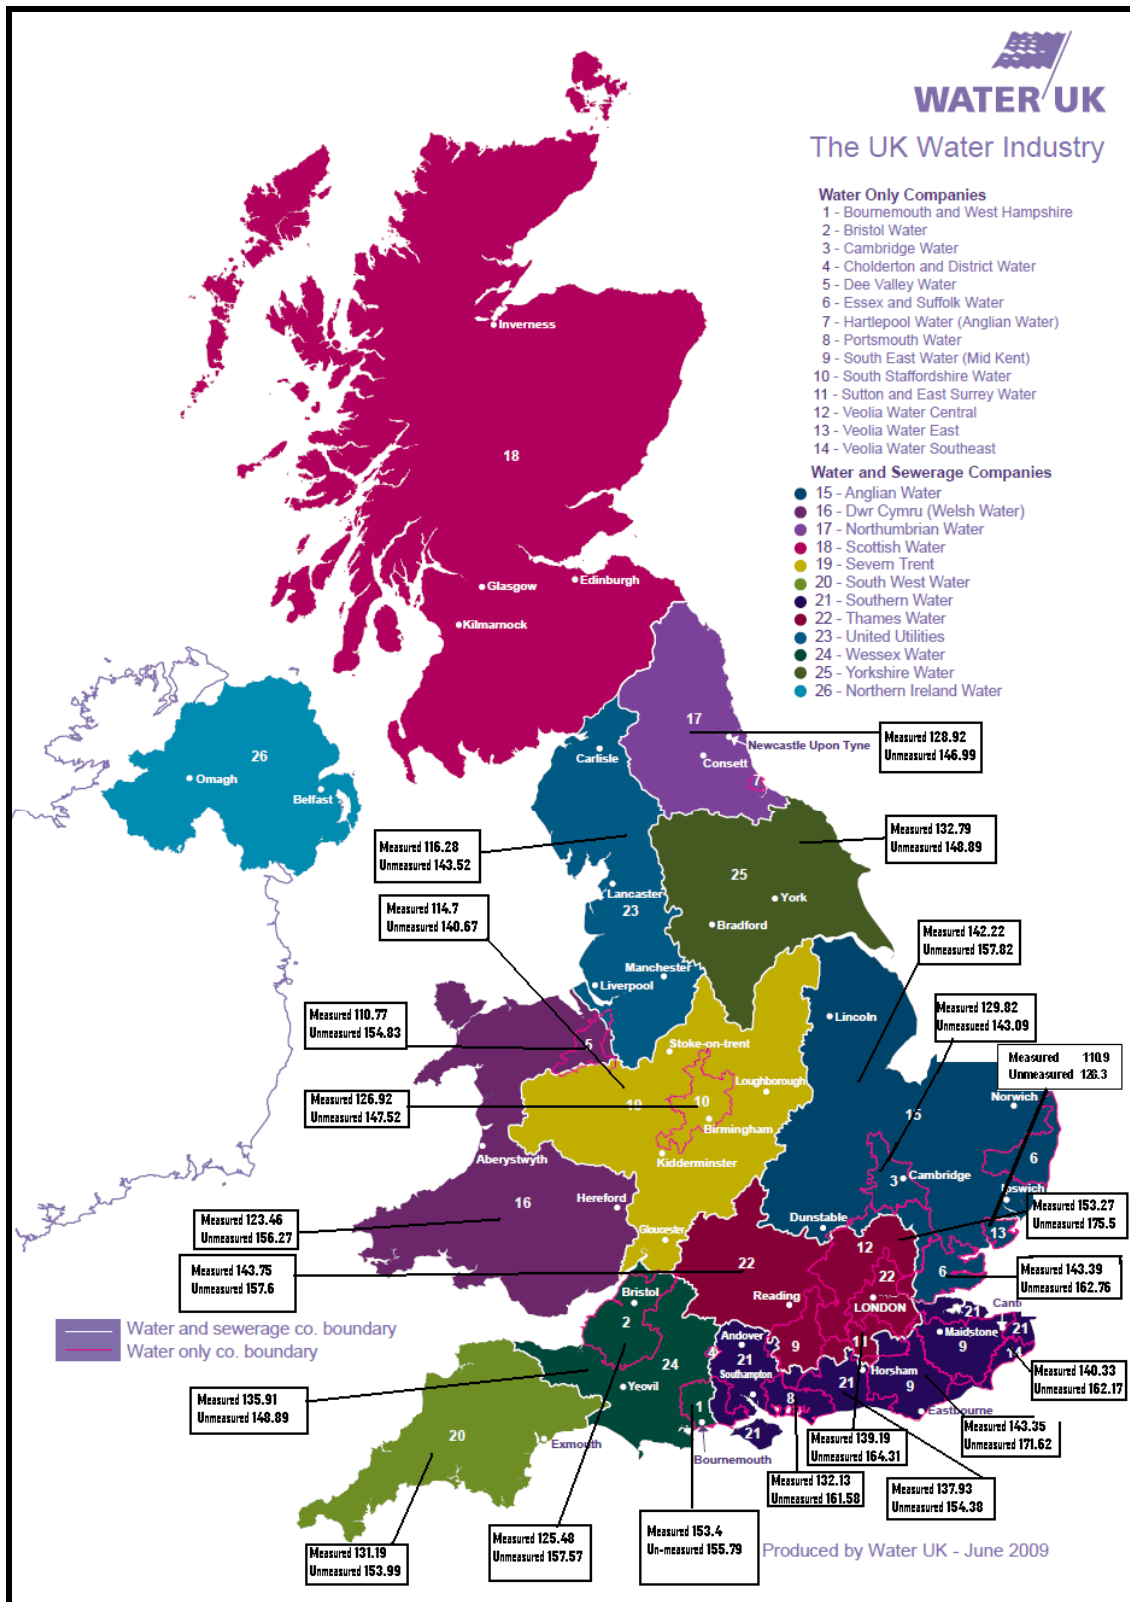 WATER UK
The UK Water Industry
Water Only Companies
1 - Bournemouth and West Hampshire
2 - Bristol Water
3 - Cambridge Water
4 - Cholderton and District Water
5 - Dee Valley Water
6 - Essex and Suffolk Water
7 - Hartlepool Water (Anglian Water)
8 - Portsmouth Water
9 - South East Water (Mid Kent)
10 - South Staffordshire Water
11 - Sutton and East Surrey Water
12 - Veolia Water Central
13 - Veolia Water East
14 - Veolia Water Southeast
Water and Sewerage Companies
15 - Anglian Water
16 - Dwr Cymru (Welsh Water)
17 - Northumbrian Water
18 - Scottish Water
19 - Severn Trent
20 - South West Water
21 - Southern Water
22 - Thames Water
23 - United Utilities
24 - Wessex Water
25 - Yorkshire Water
26 - Northern Ireland Water
Inverness
18
Glasgow
Edinburgh
Kilmarnock
17
Newcastle Upon Tyne
Consett
7
Measured 128.92
Unmeasured 146.99
Carlisle
26
Omagh
Belfast
Measured 116.28
Unmeasured 143.52
Measured 132.79
Unmeasured 148.89
25
York
Bradford
Lancaster
23
Measured 114.7
Unmeasured 140.67
Measured 142.22
Unmeasured 157.82
Manchester
Liverpool
Measured 110.77
Unmeasured 154.83
5
Lincoln
Measured 129.82
Unmeasueed 143.09
Stoke-on-trent
Measured 110.9
Unmeasured 126.3
Loughborough
Measured 126.92
Unmeasured 147.52
19
10
Birmingham
Norwich
15
6
Aberystwyth
Kidderminster
Cambridge
3
Ipswich
16
Hereford
Measured 123.46
Unmeasured 156.27
Gloucester
Dunstable
Measured 153.27
Unmeasured 175.5
13
12
Measured 143.75
Unmeasured 157.6
22
22
6
Measured 143.39
Unmeasured 162.76
Reading
LONDON
Bristol
2
21
Cant
Maidstone
21
Water and sewerage co. boundary
Water only co. boundary
Andover
4
21
9
11
9
14
24
Southampton
Horsham
21
9
Measured 140.33
Unmeasured 162.17
Yeovil
Measured 135.91
Unmeasured 148.89
1
8
Eastbourne
20
Exmouth
Bournemouth
21
Measured 143.35
Unmeasured 171.62
Measured 139.19
Unmeasured 164.31
Measured 132.13
Unmeasured 161.58
Measured 137.93
Unmeasured 154.38
Measured 131.19
Unmeasured 153.99
Measured 125.48
Unmeasured 157.57
Measured 153.4
Un-measured 155.79
Produced by Water UK - June 2009